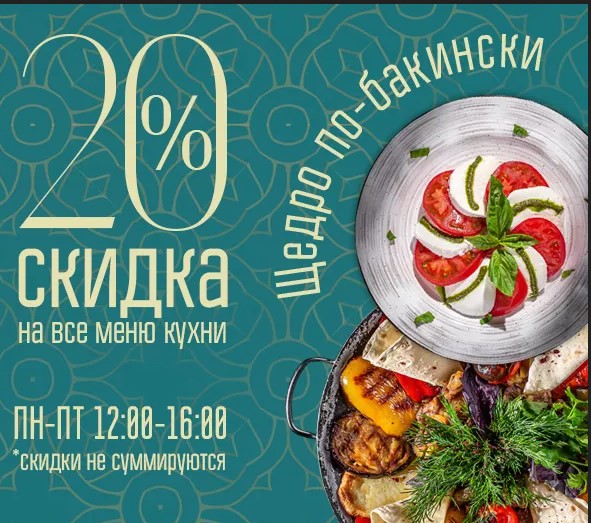 20%
СКИДКА
на все меню кухни
Щедро по-бакински
ПН-ПТ 12:00-16:00
*скидки не суммируются